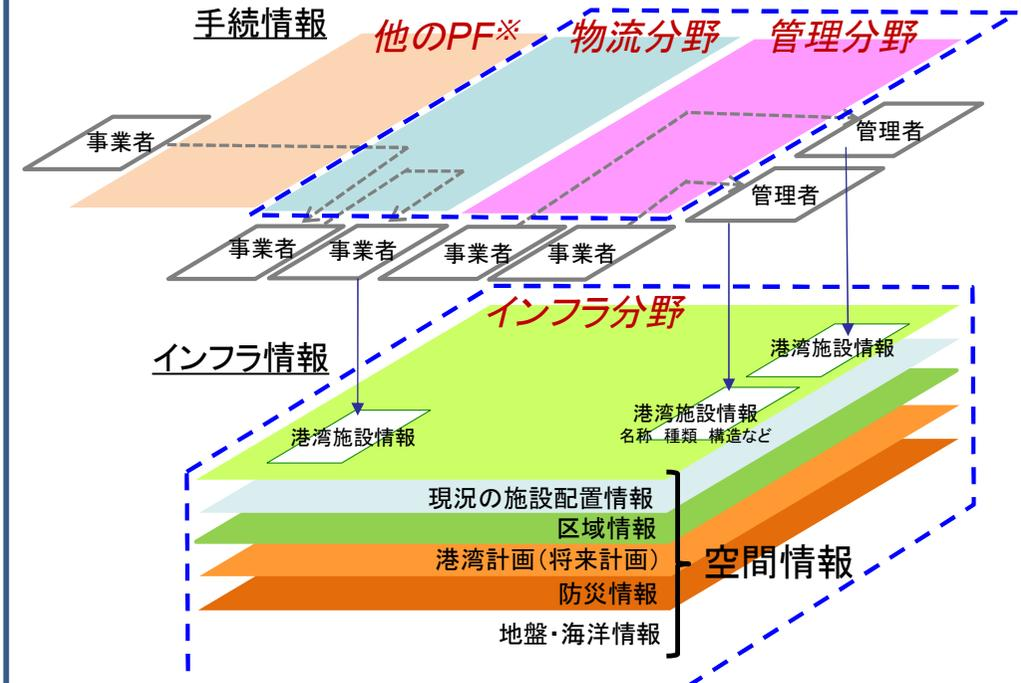 手続情報
他のPF※
物流分野
管理分野
事業者
管理者
管理者
事業者
事業者
事業者
事業者
インフラ分野
インフラ情報
港湾施設情報
港湾施設情報
名称 種類 構造など
港湾施設情報
現況の施設配置情報
区域情報
港湾計画(将来計画)
空間情報
防災情報
地盤・海洋情報